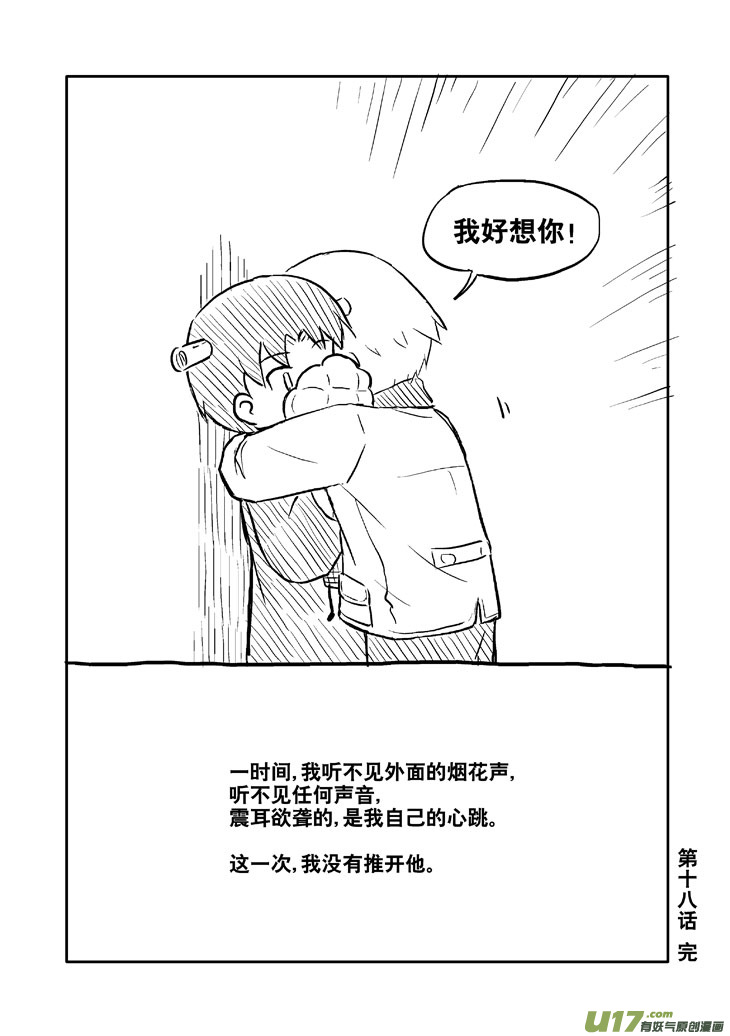 我好想你!
一时间,我听不见外面的烟花声,
听不见任何声音,
震耳欲聋的,是我自己的心跳。
这一次,我没有推开他。
第十八话 完
U17.com
有妖气原创漫画